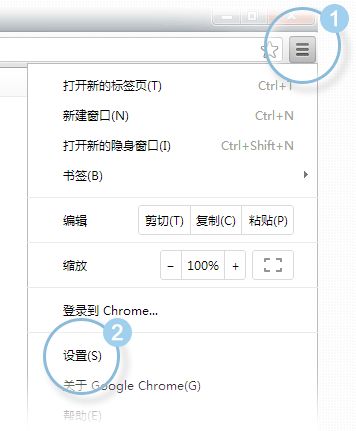 1
打开新的标签页(T) Ctrl+T
新建窗口(N) Ctrl+N
打开新的隐身窗口(I) Ctrl+Shift+N
书签(B)
编辑 剪切(T) 复制(C) 粘贴(P)
缩放 − 100% +
登录到 Chrome...
2
设置(S)
关于 Google Chrome(G)
帮助(E)